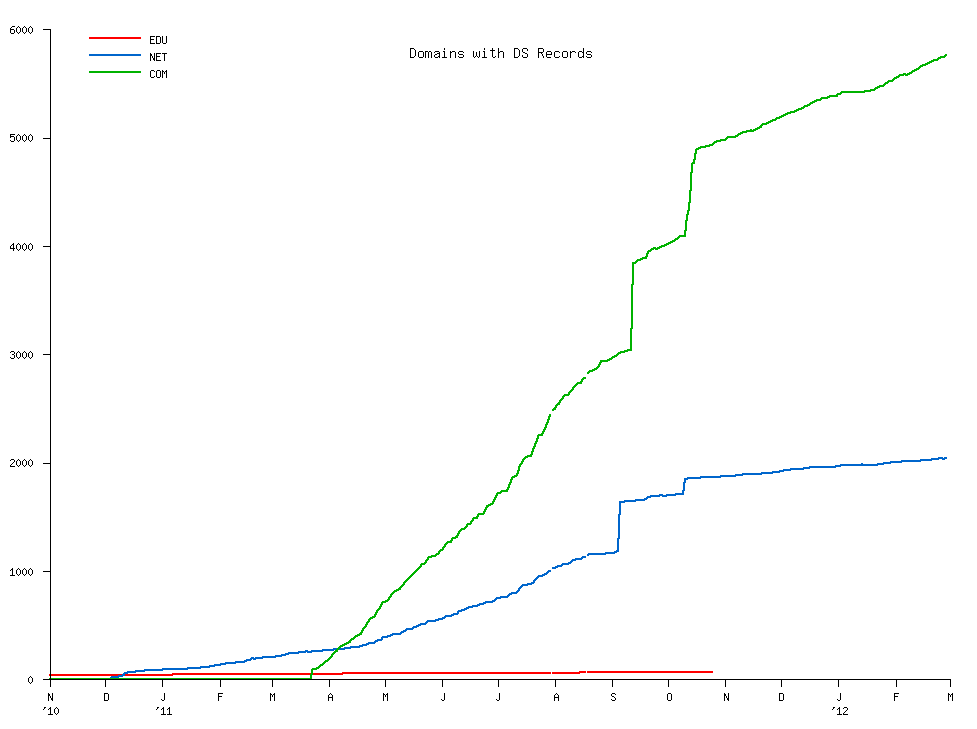 6000
EDU
Domains with DS Records
NET
COM
5000
4000
3000
2000
1000
0
N D J F M A M J J A S O N D J F M
'10 '11 '12